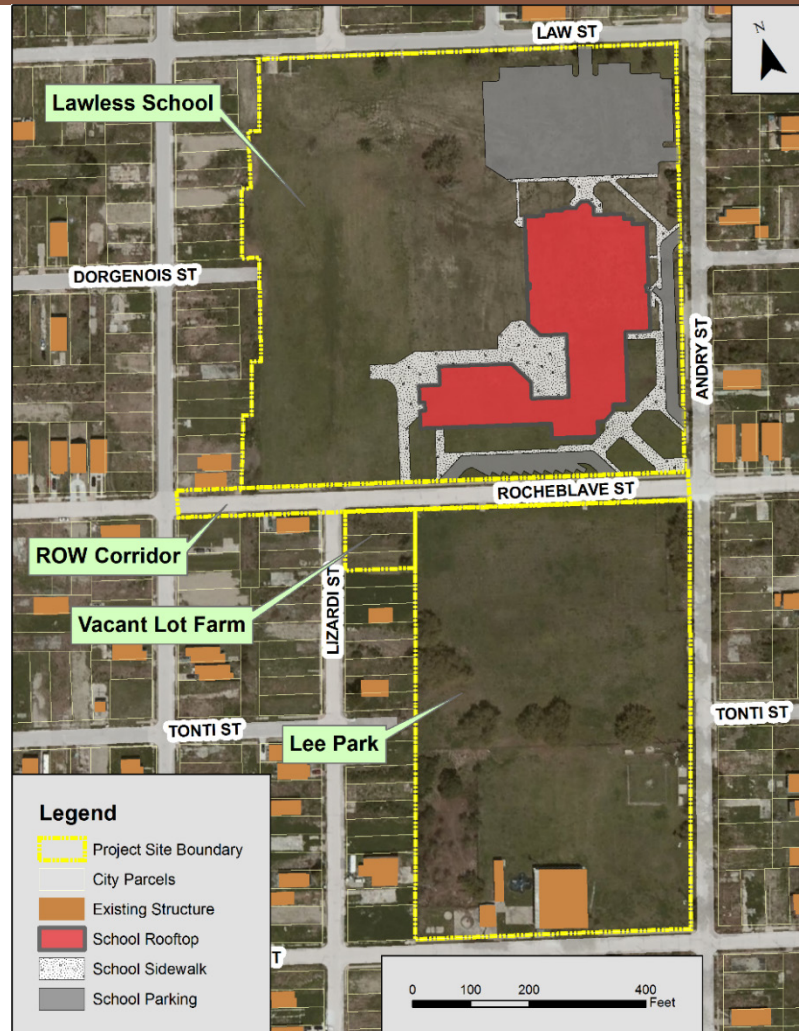 N
LAW ST
Lawless School
DORGENOIS ST
ANDRY ST
ROCHEBLAVE ST
ROW Corridor
LIZARDI ST
Vacant Lot Farm
TONTI ST
TONTI ST
Lee Park
Legend
Project Site Boundary
City Parcels
Existing Structure
School Rooftop
School Sidewalk
School Parking
T
0 100 200 400
Feet